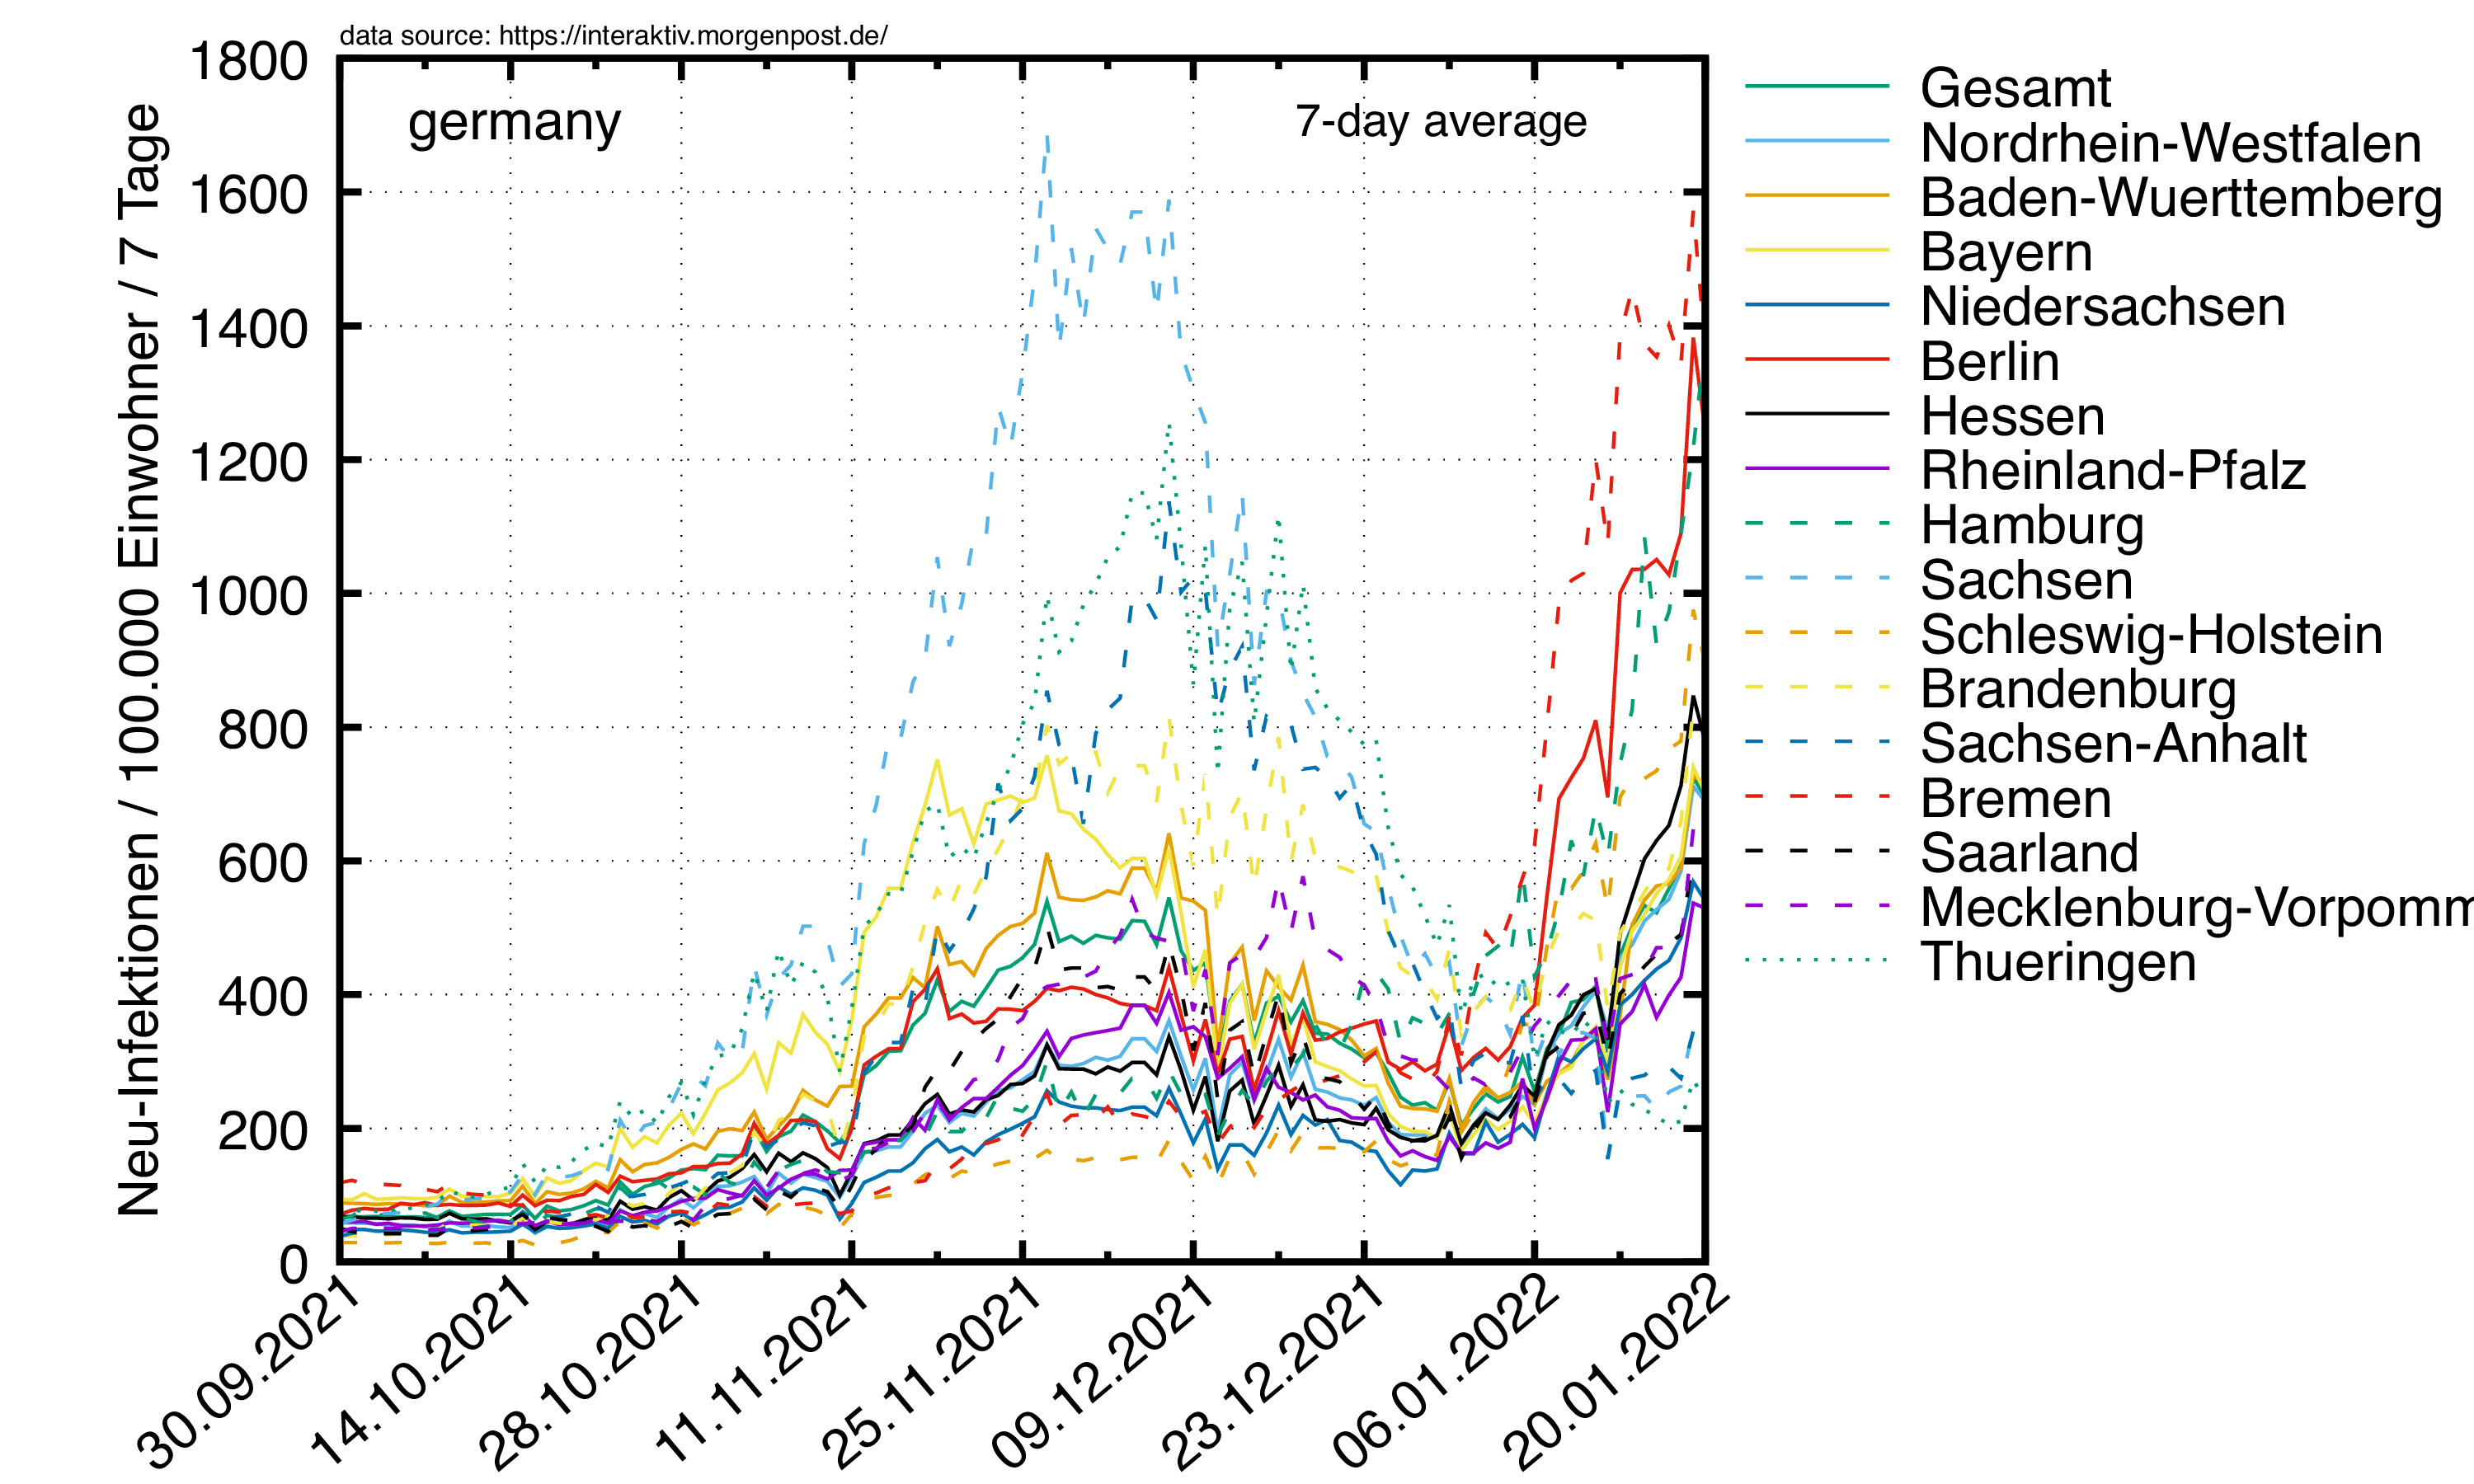 data source: https://interaktiv.morgenpost.de/
germany
7-day average
Neu-Infektionen / 100.000 Einwohner / 7 Tage
1800
1600
1400
1200
1000
800
600
400
200
0
30.09.2021
14.10.2021
28.10.2021
11.11.2021
25.11.2021
09.12.2021
23.12.2021
06.01.2022
20.01.2022
Gesamt
Nordrhein-Westfalen
Baden-Wuerttemberg
Bayern
Niedersachsen
Berlin
Hessen
Rheinland-Pfalz
Hamburg
Sachsen
Schleswig-Holstein
Brandenburg
Sachsen-Anhalt
Bremen
Saarland
Mecklenburg-Vorpomm
Thueringen